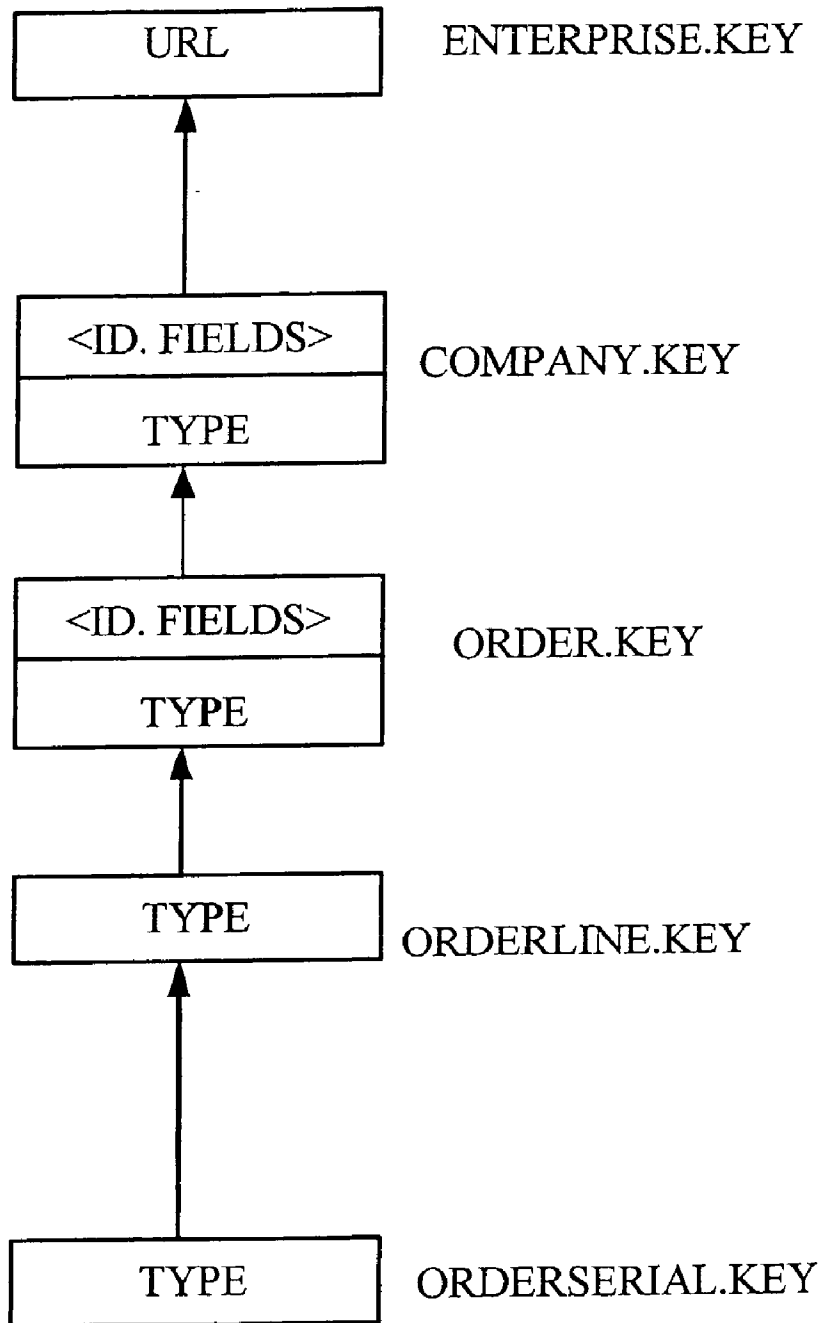 URL ENTERPRISE.KEY
<ID. FIELDS> COMPANY.KEY
TYPE
<ID. FIELDS> ORDER.KEY
TYPE
TYPE ORDERLINE.KEY
TYPE ORDERSERIAL.KEY